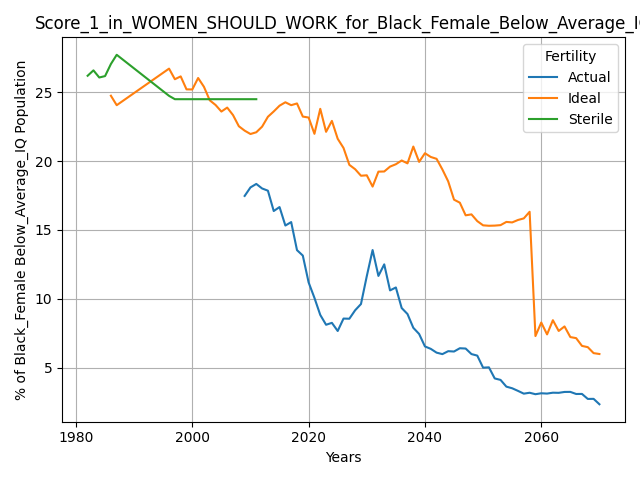 Score_1_in_WOMEN_SHOULD_WORK_for_Black_Female_Below_Average_IQ
Fertility
Actual
Ideal
Sterile
% of Black_Female Below_Average_IQ Population
25
20
15
10
5
1980 2000 2020 2040 2060
Years